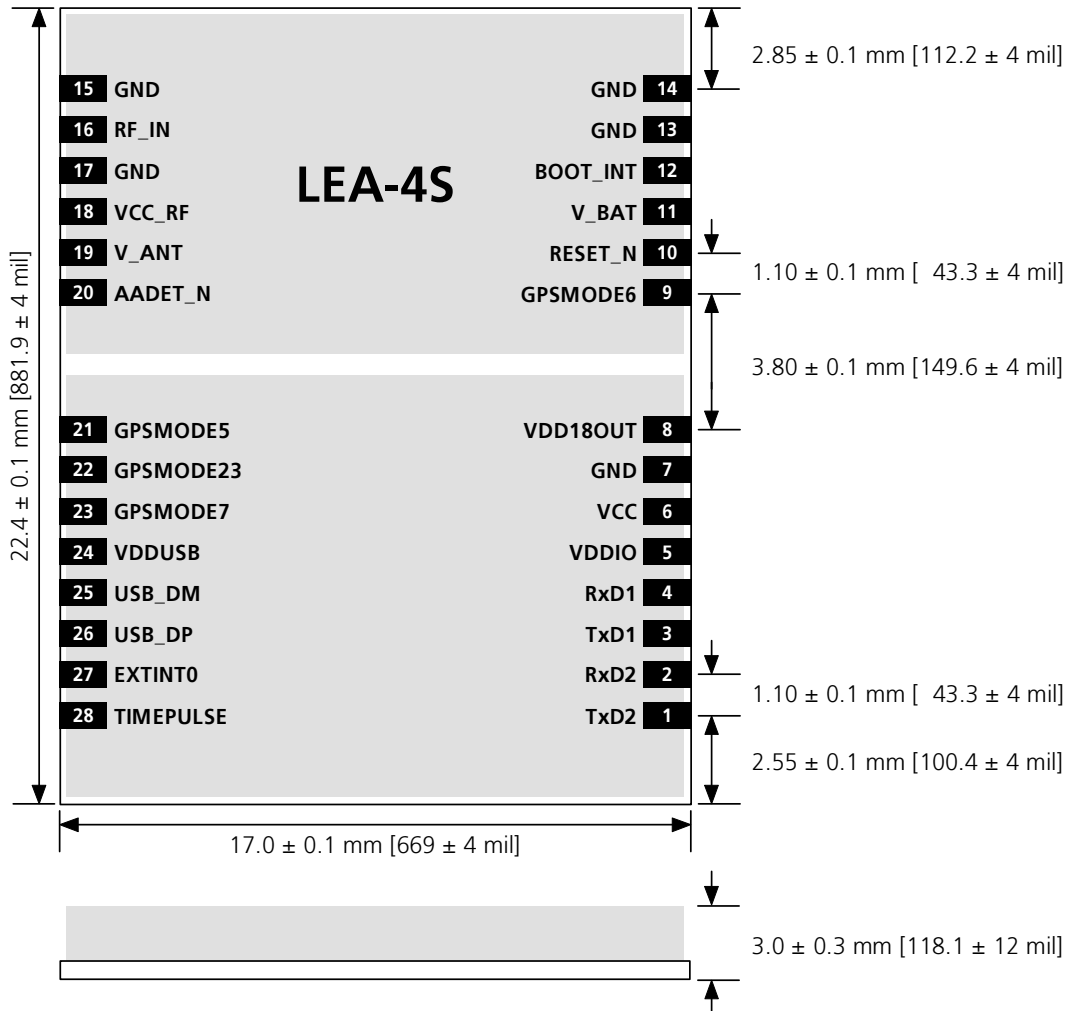 2.85 ± 0.1 mm [112.2 ± 4 mil]
15 GND GND 14
16 RF_IN GND 13
17 GND BOOT_INT 12
LEA-4S
18 VCC_RF V_BAT 11
19 V_ANT RESET_N 10
1.10 ± 0.1 mm [ 43.3 ± 4 mil]
20 AADET_N GPSMODE6 9
3.80 ± 0.1 mm [149.6 ± 4 mil]
22.4 ± 0.1 mm [881.9 ± 4 mil]
21 GPSMODE5 VDD18OUT 8
22 GPSMODE23 GND 7
23 GPSMODE7 VCC 6
24 VDDUSB VDDIO 5
25 USB_DM RxD1 4
26 USB_DP TxD1 3
27 EXTINT0 RxD2 2
1.10 ± 0.1 mm [ 43.3 ± 4 mil]
28 TIMEPULSE TxD2 1
2.55 ± 0.1 mm [100.4 ± 4 mil]
17.0 ± 0.1 mm [669 ± 4 mil]
3.0 ± 0.3 mm [118.1 ± 12 mil]